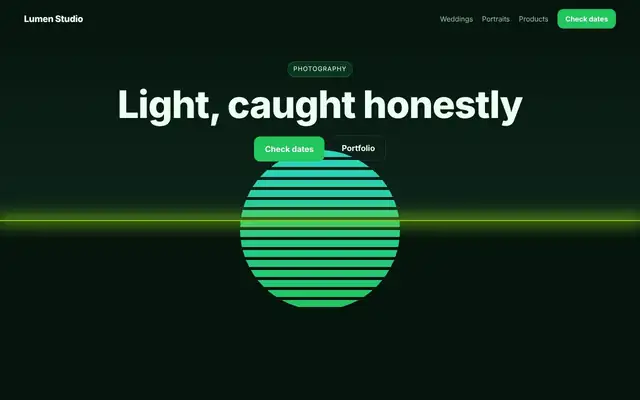 Lumen Studio
Weddings Portraits Products Check dates
PHOTOGRAPHY
Light, caught honestly
Check dates Portfolio